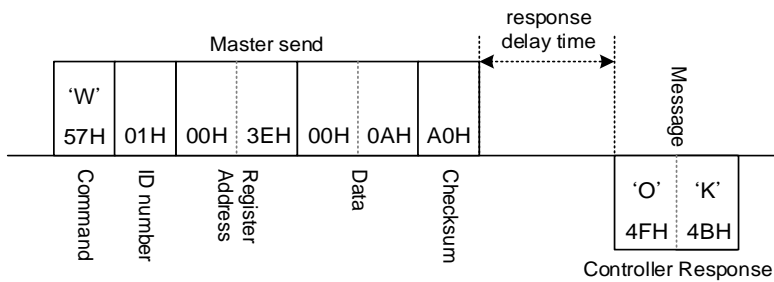 response
delay time
Master send
Message
‘W’
57H 01H 00H 3EH 00H 0AH A0H
Command
ID number
Register
Address
Data
Checksum
‘O’ ‘K’
4FH 4BH
Controller Response